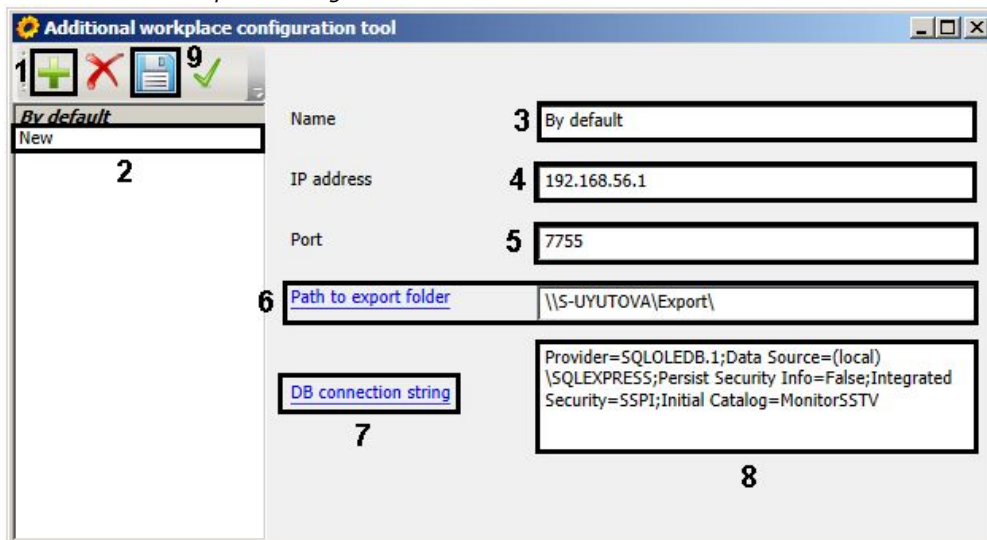 Additional workplace configuration tool
1
9
By default
New
2
Name
3
By default
IP address
4
192.168.56.1
Port
5
7755
6
Path to export folder
\\S-UYUTOVA\Export\
DB connection string
Provider=SQLOLEDB.1;Data Source=(local)
\SQLEXPRESS;Persist Security Info=False;Integrated
Security=SSPI;Initial Catalog=MonitorSSTV
7
8